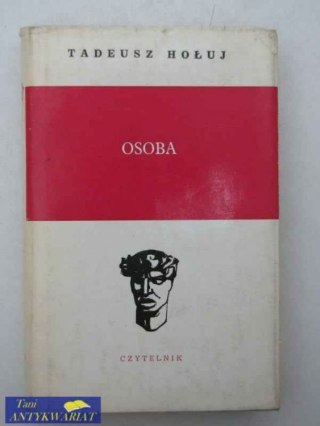 TADEUSZ HOŁUJ
OSOBA
CZYTELNIK
Tani
ANTYKWARIAT